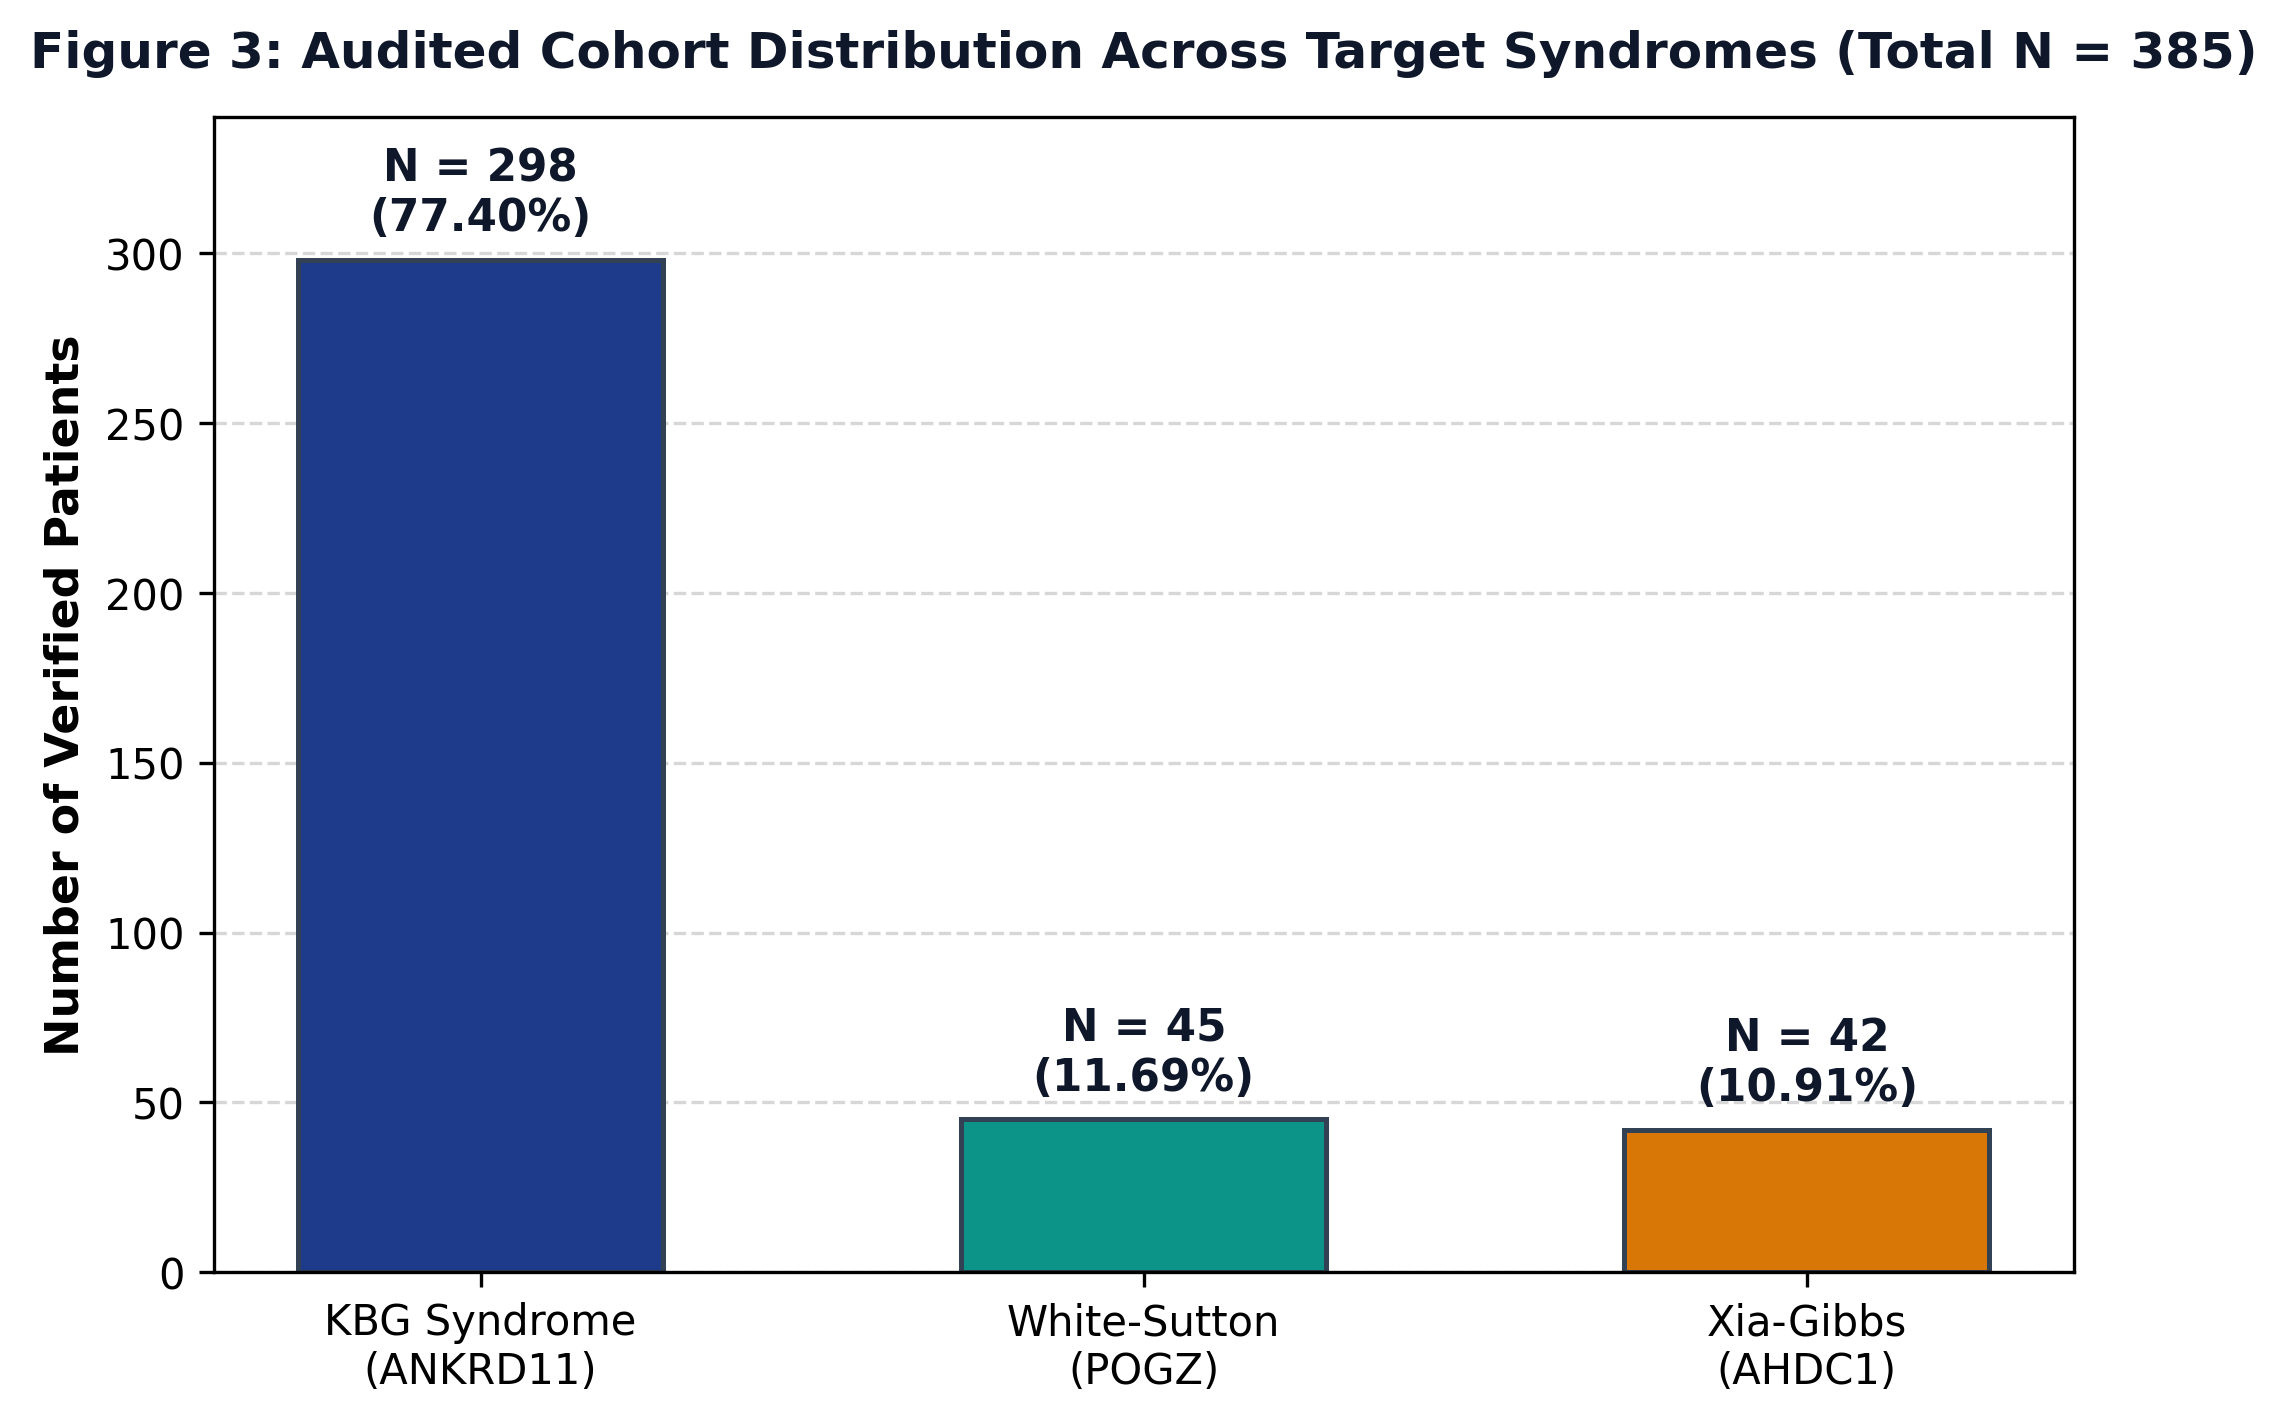 Figure 3: Audited Cohort Distribution Across Target Syndromes (Total N = 385)
Number of Verified Patients
300
250
200
150
100
50
0
N = 298
(77.40%)
N = 45
(11.69%)
N = 42
(10.91%)
KBG Syndrome
(ANKRD11)
White-Sutton
(POGZ)
Xia-Gibbs
(AHDC1)